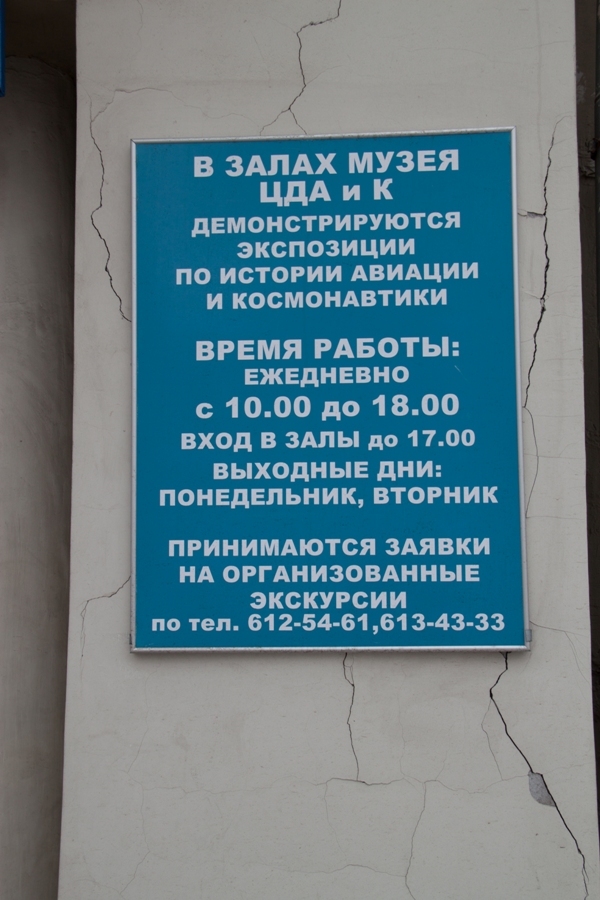 В ЗАЛАХ МУЗЕЯ
ЦДА и К
ДЕМОНСТРИРУЮТСЯ
ЭКСПОЗИЦИИ
ПО ИСТОРИИ АВИАЦИИ
И КОСМОНАВТИКИ
ВРЕМЯ РАБОТЫ:
ЕЖЕДНЕВНО
с 10.00 до 18.00
ВХОД В ЗАЛЫ до 17.00
ВЫХОДНЫЕ ДНИ:
ПОНЕДЕЛЬНИК, ВТОРНИК
ПРИНИМАЮТСЯ ЗАЯВКИ
НА ОРГАНИЗОВАННЫЕ
ЭКСКУРСИИ
по тел. 612-54-61,613-43-33